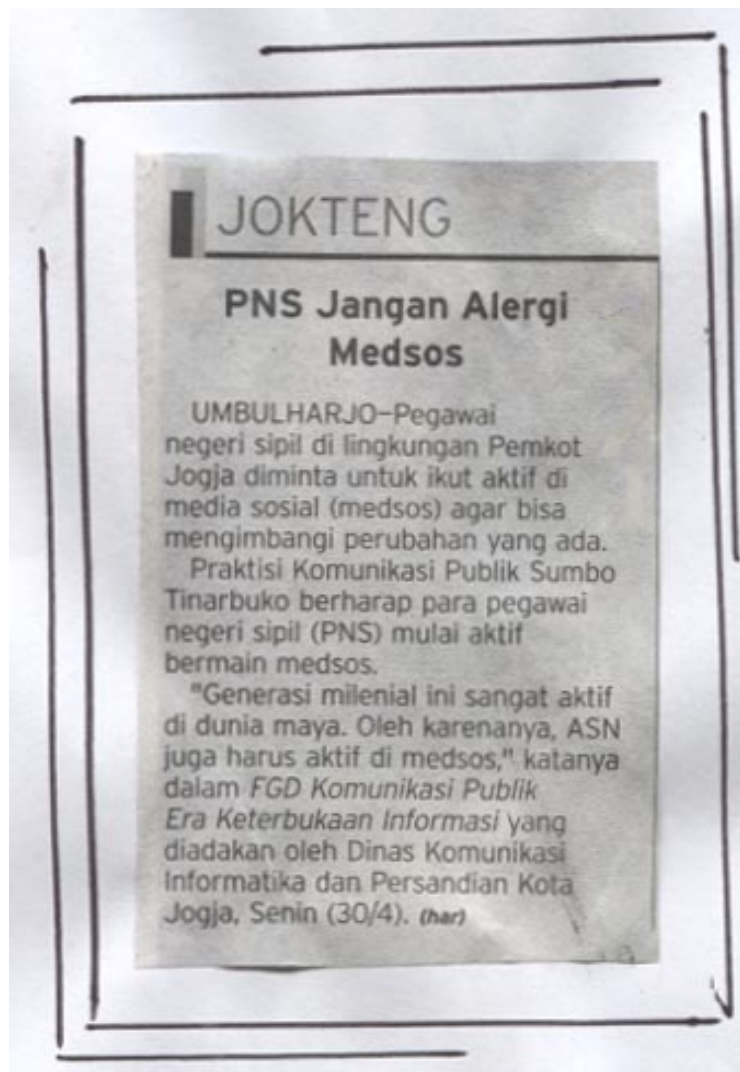 JOKTENG
PNS Jangan Alergi
Medsos
UMBULHARJO–Pegawai
negeri sipil di lingkungan Pemkot
Jogja diminta untuk ikut aktif di
media sosial (medsos) agar bisa
mengimbangi perubahan yang ada.
Praktisi Komunikasi Publik Sumbo
Tinarbuko berharap para pegawai
negeri sipil (PNS) mulai aktif
bermain medsos.
"Generasi milenial ini sangat aktif
di dunia maya. Oleh karenanya, ASN
juga harus aktif di medsos," katanya
dalam FGD Komunikasi Publik
Era Keterbukaan Informasi yang
diadakan oleh Dinas Komunikasi
Informatika dan Persandian Kota
Jogja, Senin (30/4). (har)